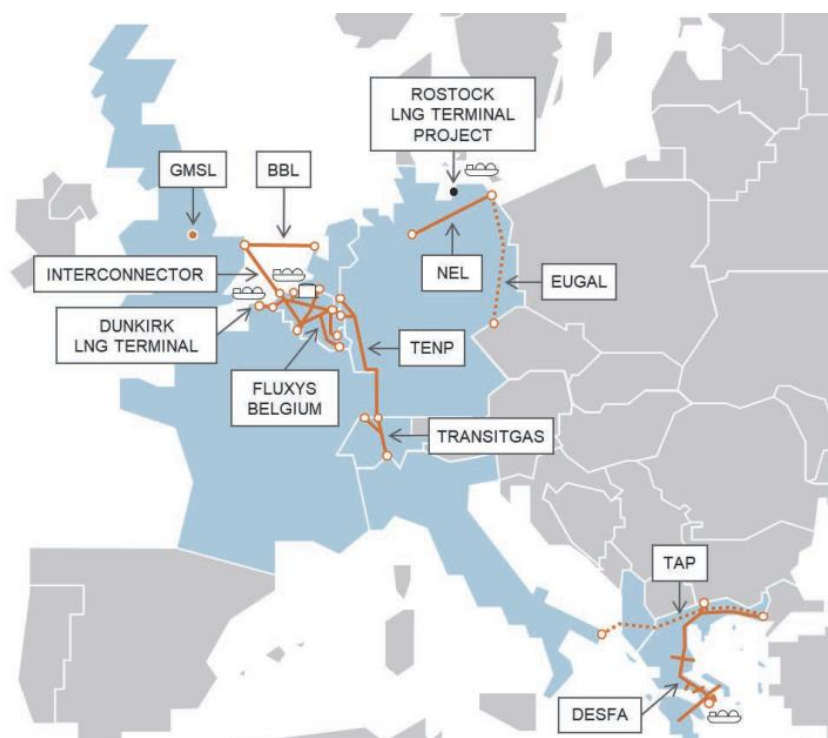 ROSTOCK
LNG TERMINAL
PROJECT
GMSL
BBL
INTERCONNECTOR
NEL
EUGAL
DUNKIRK
LNG TERMINAL
TENP
FLUXYS
BELGIUM
TRANSITGAS
TAP
DESFA